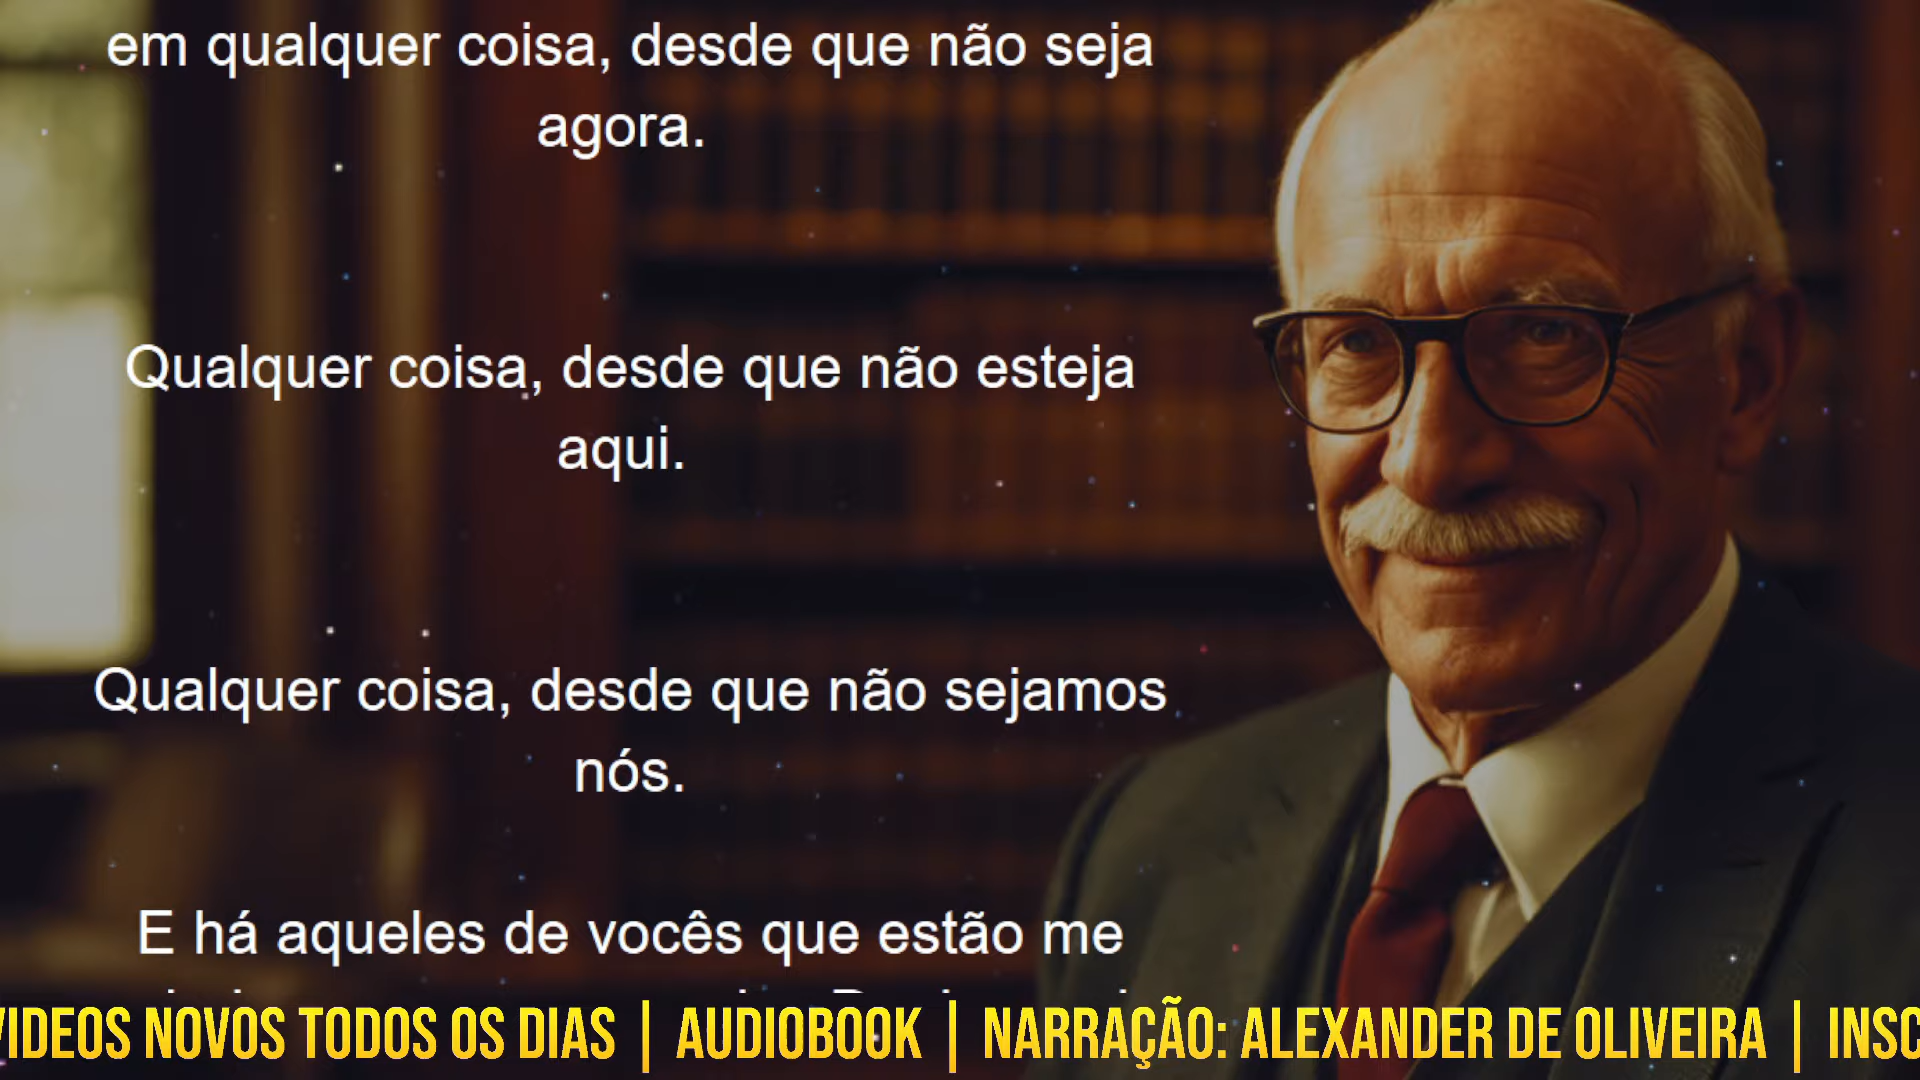 em qualquer coisa, desde que não seja
agora.
Qualquer coisa, desde que não esteja
aqui.
Qualquer coisa, desde que não sejamos
nós.
E há aqueles de vocês que estão me
VIDEOS NOVOS TODOS OS DIAS | AUDIOBOOK | NARRAÇÃO: ALEXANDER DE OLIVEIRA |